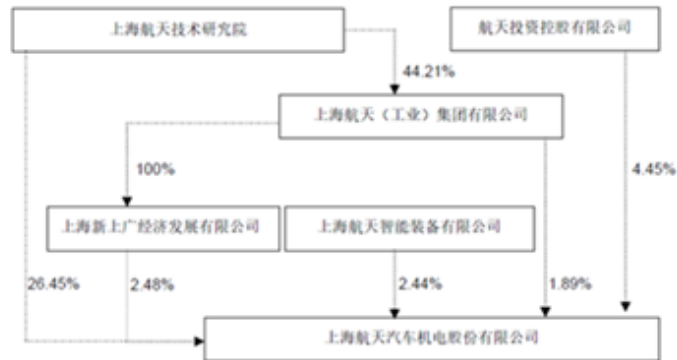 上海航天技术研究院
航天投资控股有限公司
44.21%
上海航天（工业）集团有限公司
100%
4.45%
上海新上广经济发展有限公司
上海航天智能装备有限公司
26.45%
2.48%
2.44%
1.89%
上海航天汽车机电股份有限公司